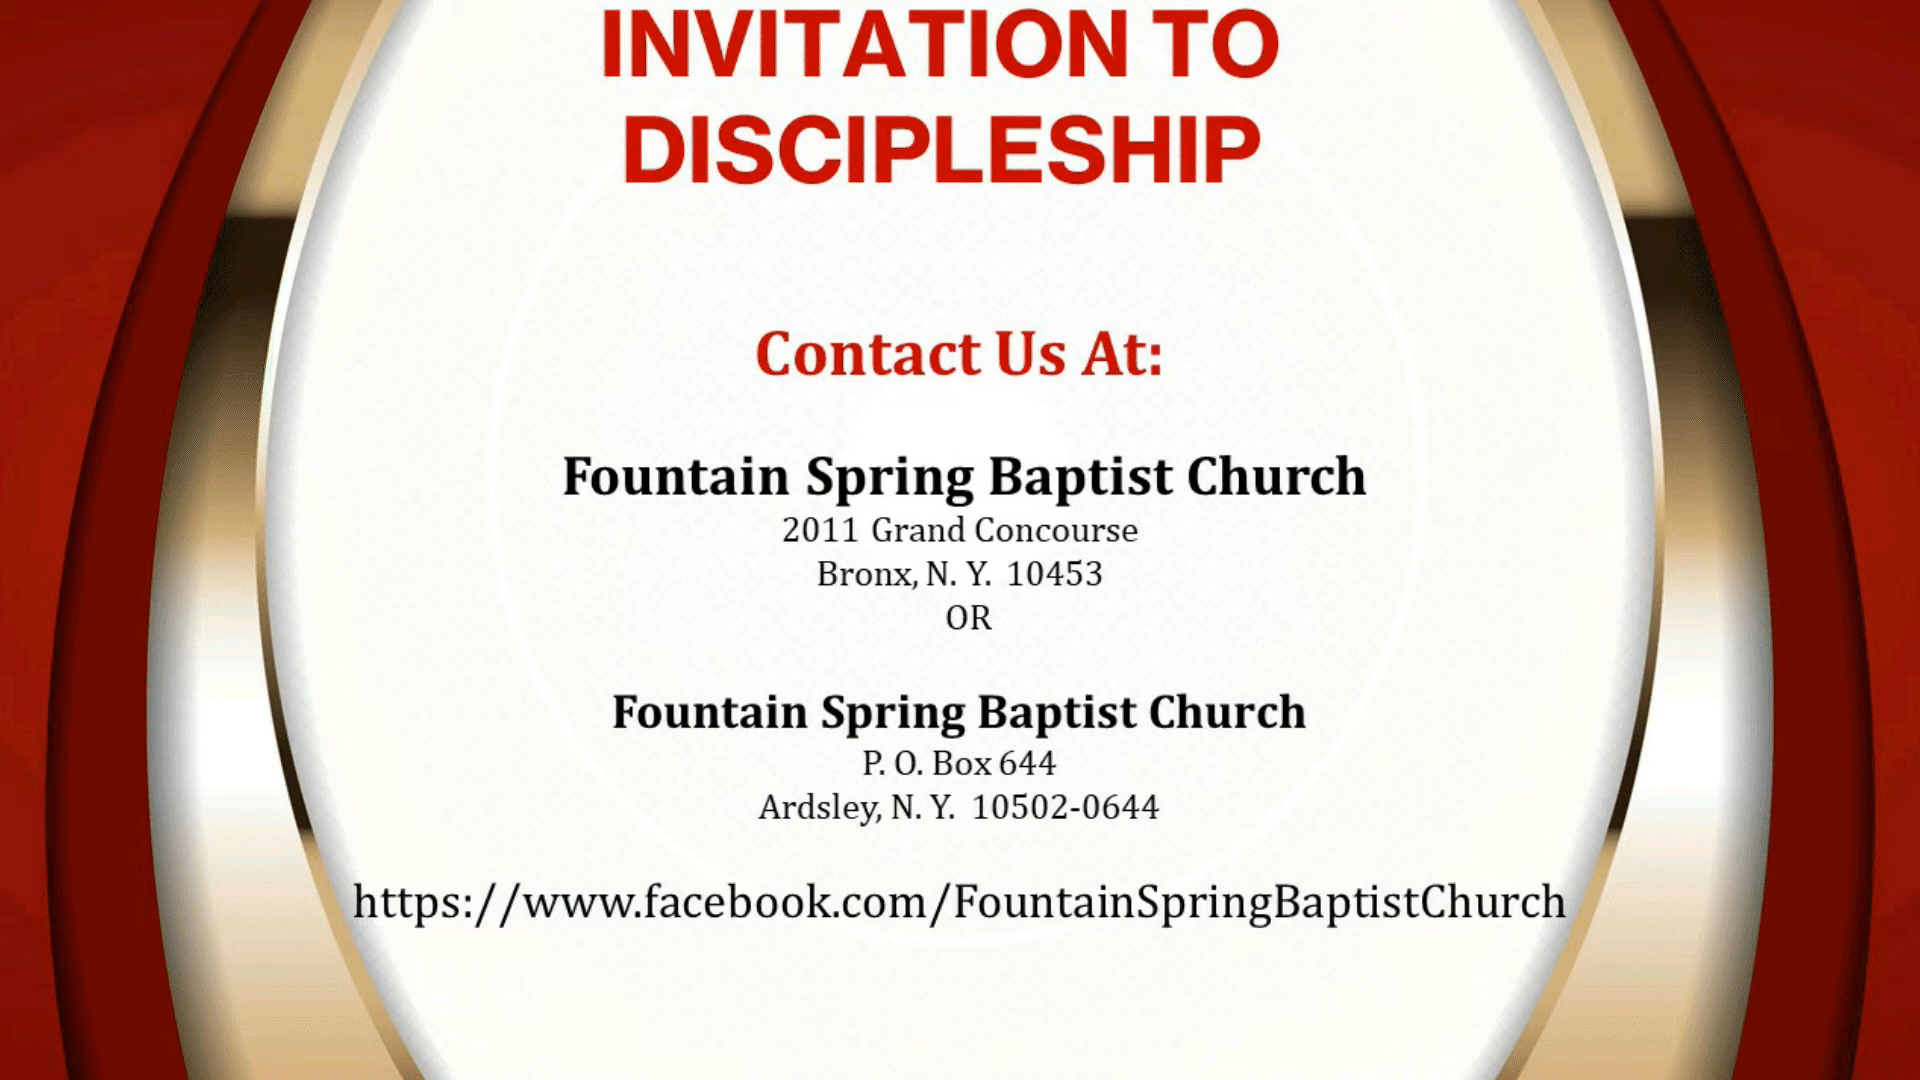 INVITATION TO
DISCIPLESHIP
Contact Us At:
Fountain Spring Baptist Church
2011 Grand Concourse
Bronx, N. Y. 10453
OR
Fountain Spring Baptist Church
P. O. Box 644
Ardsley, N. Y. 10502-0644
https://www.facebook.com/FountainSpringBaptistChurch